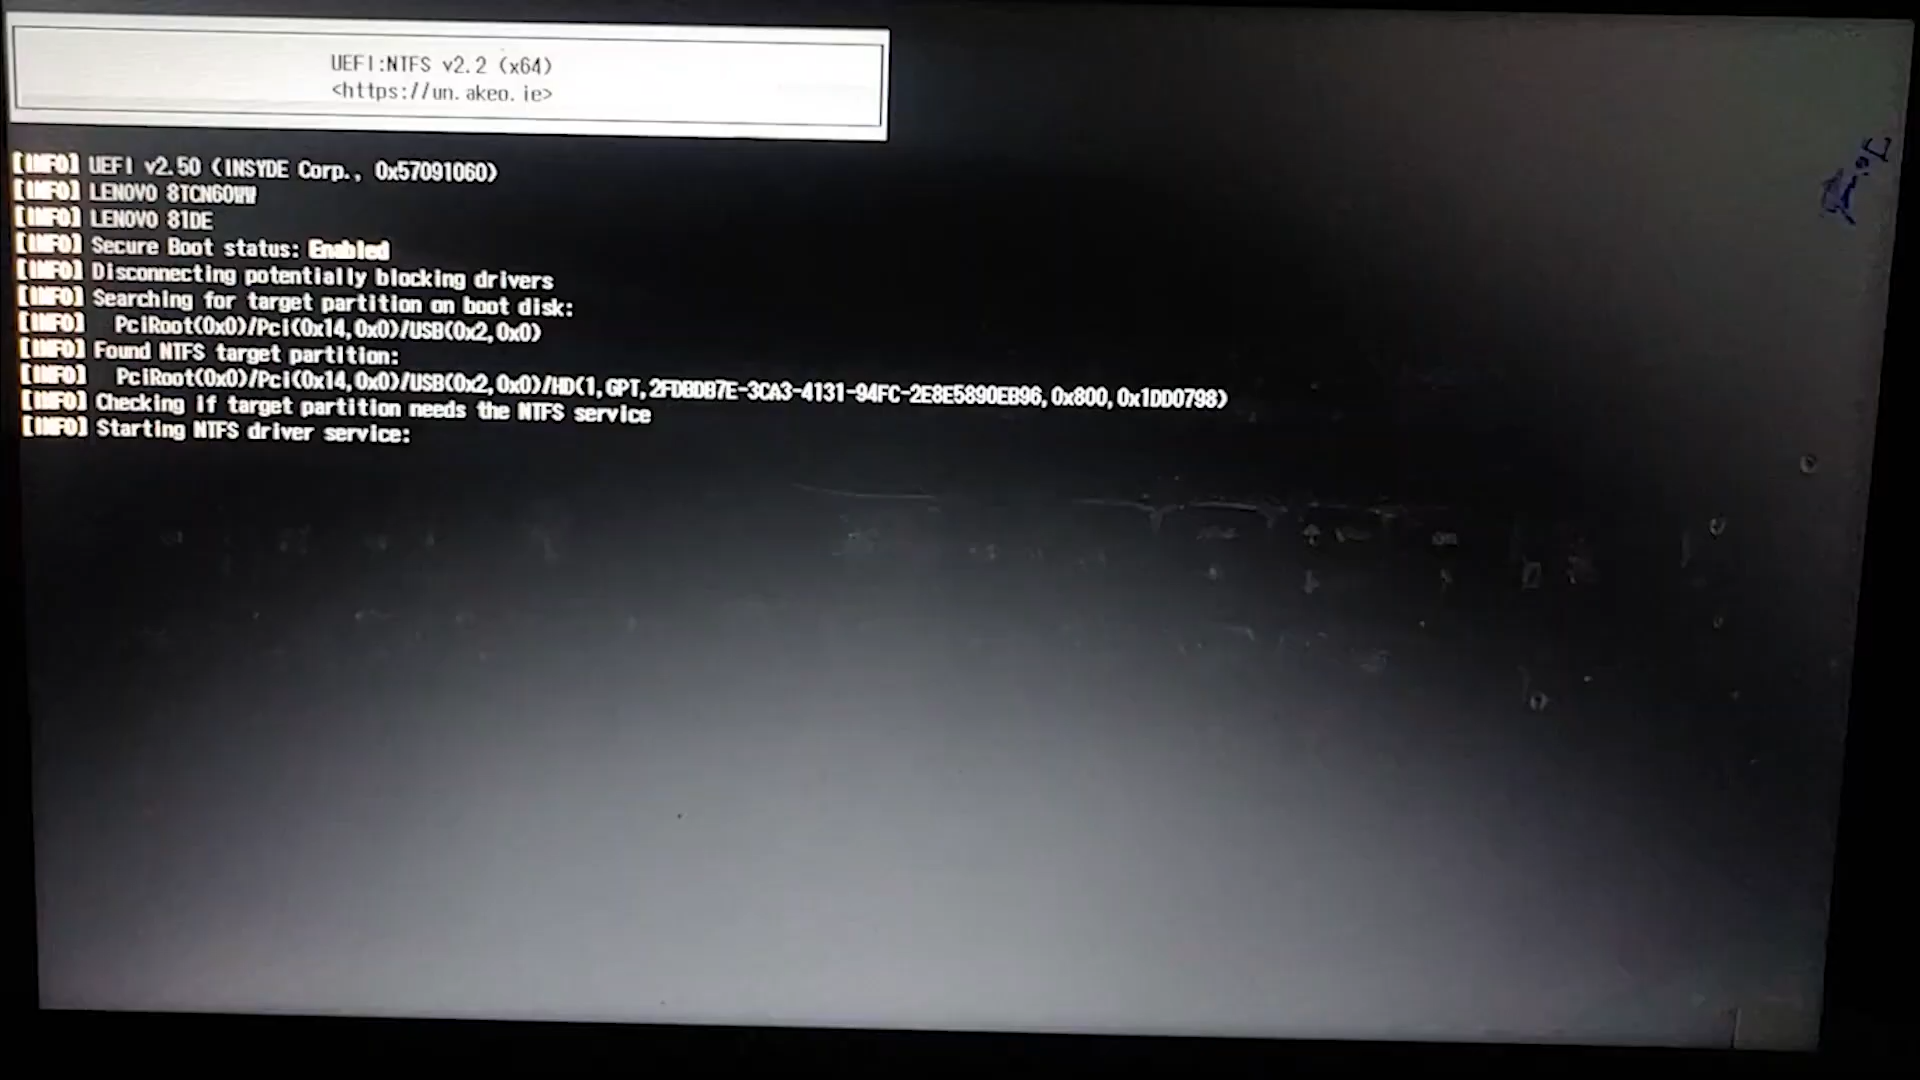 UEFI:NTFS v2.2 (x64)
<https://un.akeo.ie>
[INFO] UEFI v2.50 (INSYDE Corp., 0x57091060)
[INFO] LENOVO 8TCN60WW
[INFO] LENOVO 81DE
[INFO] Secure Boot status: Enabled
[INFO] Disconnecting potentially blocking drivers
[INFO] Searching for target partition on boot disk:
[INFO] PciRoot(0x0)/Pci(0x14,0x0)/USB(0x2,0x0)
[INFO] Found NTFS target partition:
[INFO] PciRoot(0x0)/Pci(0x14,0x0)/USB(0x2,0x0)/HD(1,GPT,2FDBDB7E-3CA3-4131-94FC-2E8E5890EB96,0x800,0x1DD0798)
[INFO] Checking if target partition needs the NTFS service
[INFO] Starting NTFS driver service: